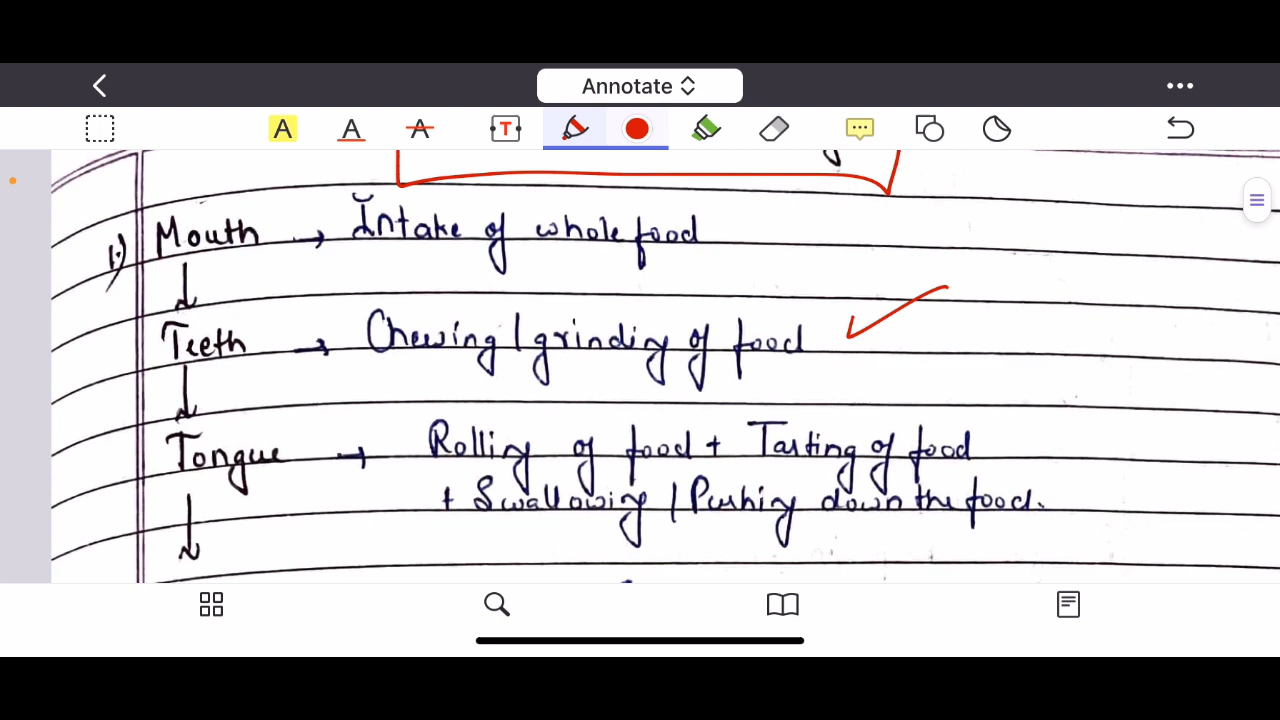 Annotate
A A A T
1.) Mouth → Intake of whole food
↓
Teeth → Chewing / grinding of food
↓
Tongue → Rolling of food + Tasting of food
+ Swallowing / Pushing down the food.
↓